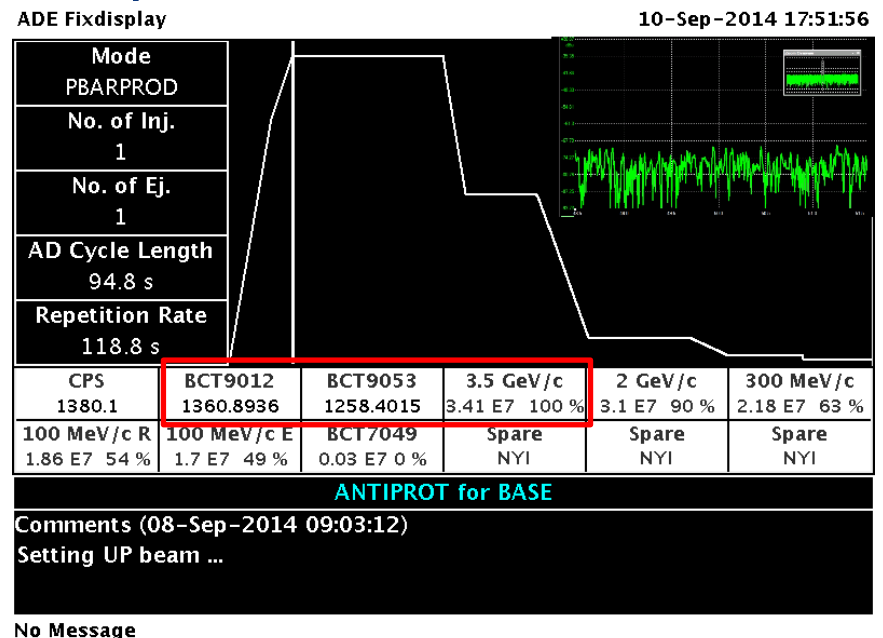 ADE Fixdisplay 10-Sep-2014 17:51:56
Mode
PBARPROD
No. of Inj.
1
No. of Ej.
1
AD Cycle Length
94.8 s
Repetition Rate
118.8 s
CPS BCT9012 BCT9053 3.5 GeV/c 2 GeV/c 300 MeV/c
1380.1 1360.8936 1258.4015 3.41 E7 100 % 3.1 E7 90 % 2.18 E7 63 %
100 MeV/c R 100 MeV/c E BCT7049 Spare Spare Spare
1.86 E7 54 % 1.7 E7 49 % 0.03 E7 0 % NYI NYI NYI
ANTIPROT for BASE
Comments (08-Sep-2014 09:03:12)
Setting UP beam ...
No Message